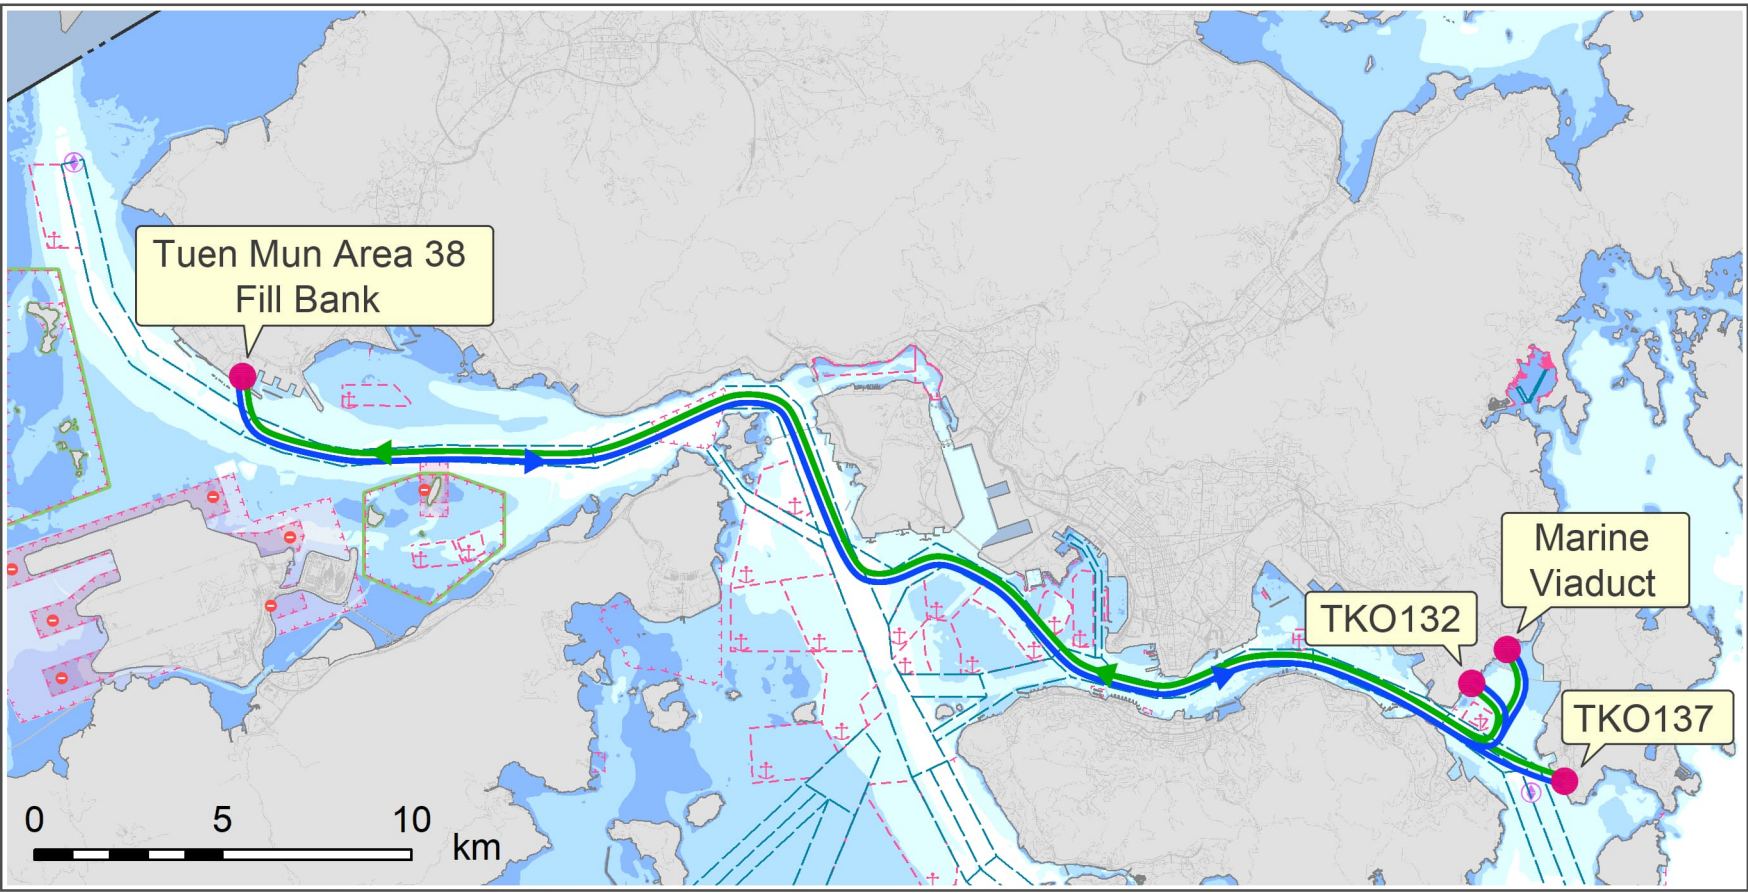 Tuen Mun Area 38
Fill Bank
Marine
Viaduct
TKO132
TKO137
0 5 10
km